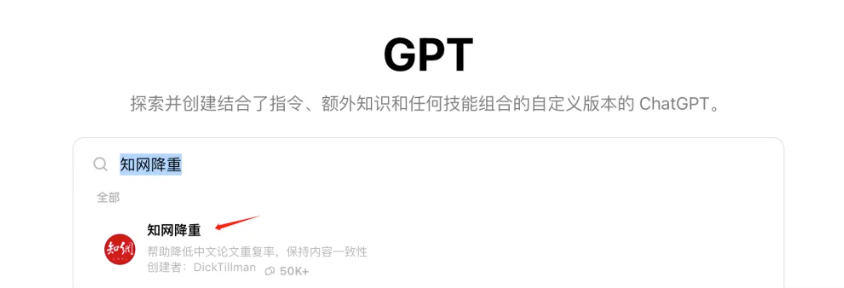 GPT
探索并创建结合了指令、额外知识和任何技能组合的自定义版本的 ChatGPT。
知网降重
全部
知网降重
知网
帮助降低中文论文重复率，保持内容一致性
创建者：DickTillman 50K+